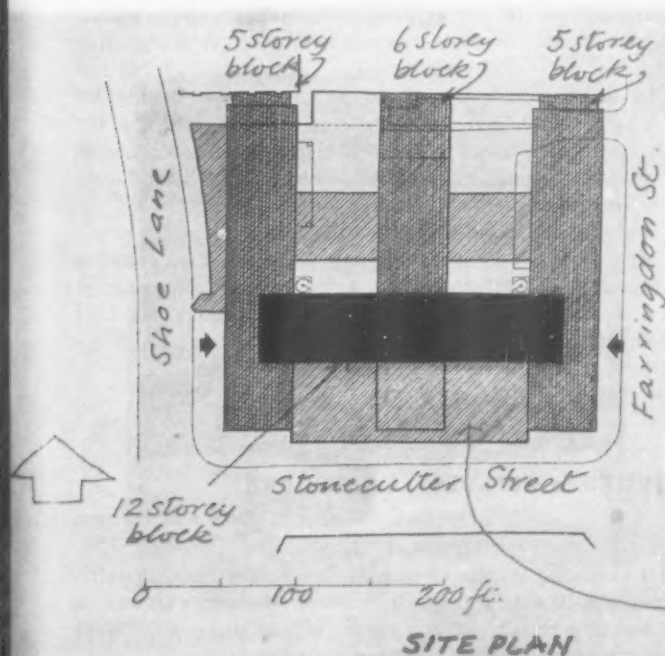 5 storey
block
6 storey
block
5 storey
block
Shoe Lane
Farringdon St.
Stonecutter Street
12 storey
block
0 100 200 ft.
SITE PLAN